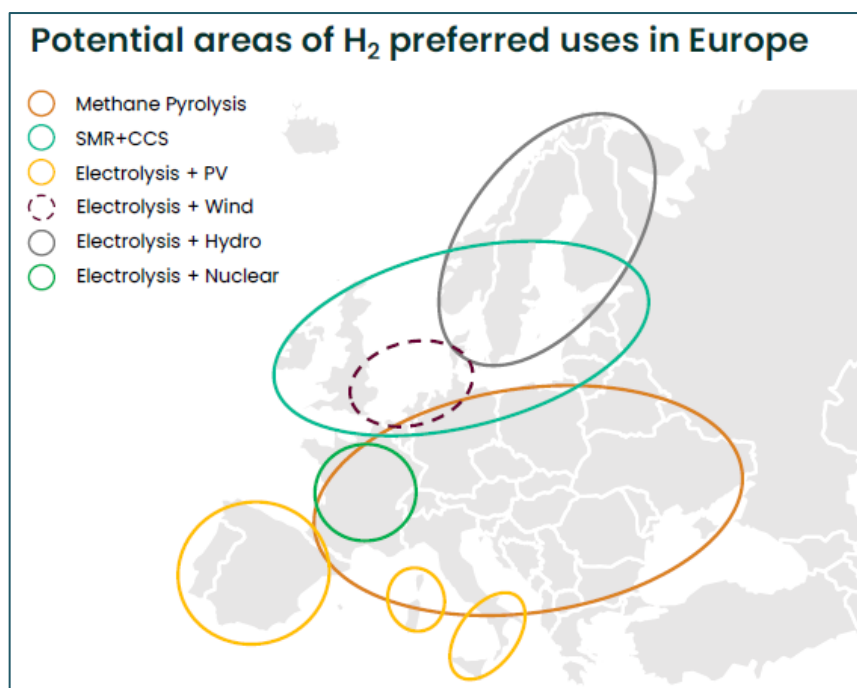 Potential areas of H₂ preferred uses in Europe
Methane Pyrolysis
SMR+CCS
Electrolysis + PV
Electrolysis + Wind
Electrolysis + Hydro
Electrolysis + Nuclear